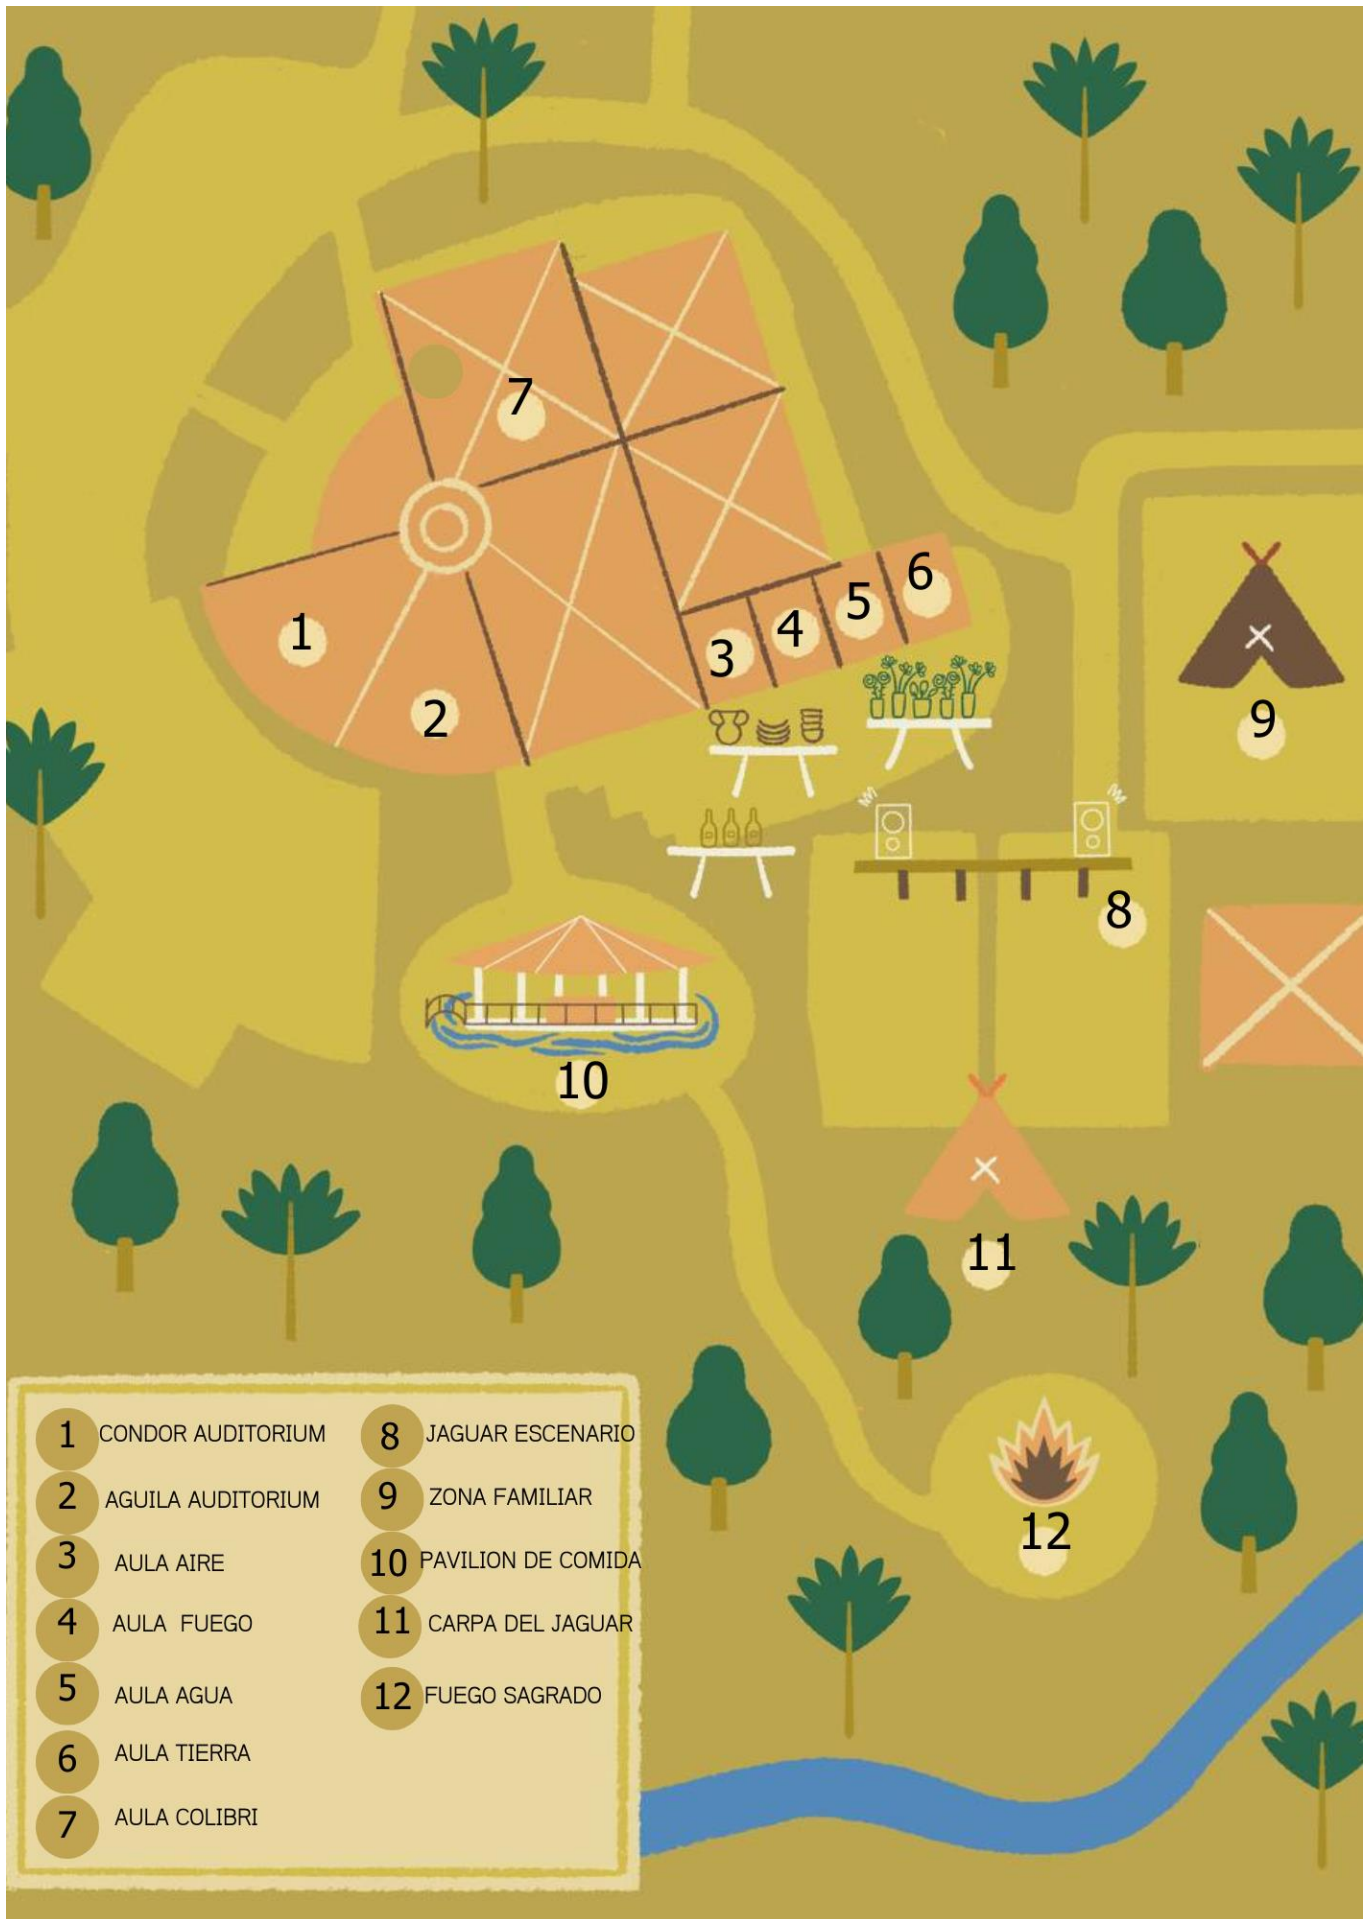 7
6
5
4
3
1
2
9
8
10
11
12
1 CONDOR AUDITORIUM
2 AGUILA AUDITORIUM
3 AULA AIRE
4 AULA FUEGO
5 AULA AGUA
6 AULA TIERRA
7 AULA COLIBRI
8 JAGUAR ESCENARIO
9 ZONA FAMILIAR
10 PAVILION DE COMIDA
11 CARPA DEL JAGUAR
12 FUEGO SAGRADO